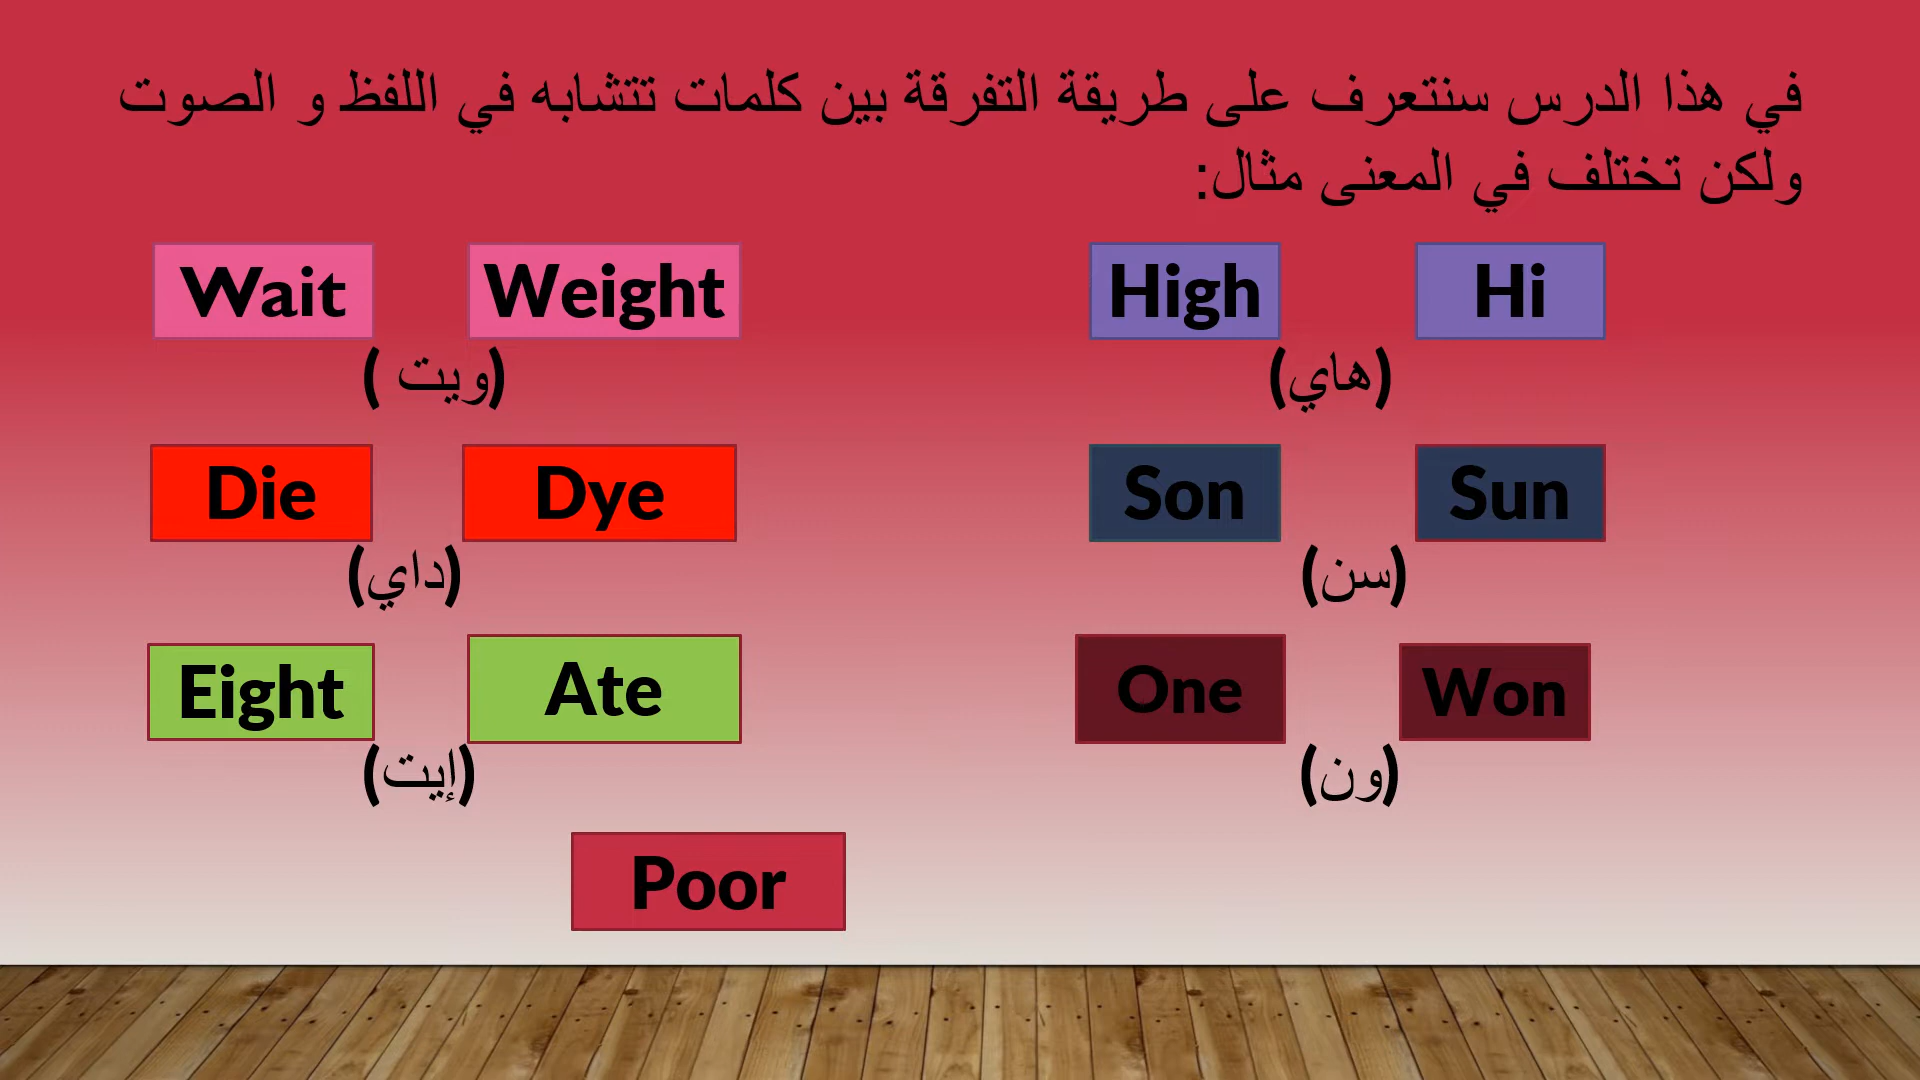 في هذا الدرس سنتعرف على طريقة التفرقة بين كلمات تتشابه في اللفظ و الصوت
ولكن تختلف في المعنى مثال:
Wait Weight High Hi
(ويت ) (هاي)
Die Dye Son Sun
(داي) (سن)
Eight Ate One Won
(إيت) (ون)
Poor